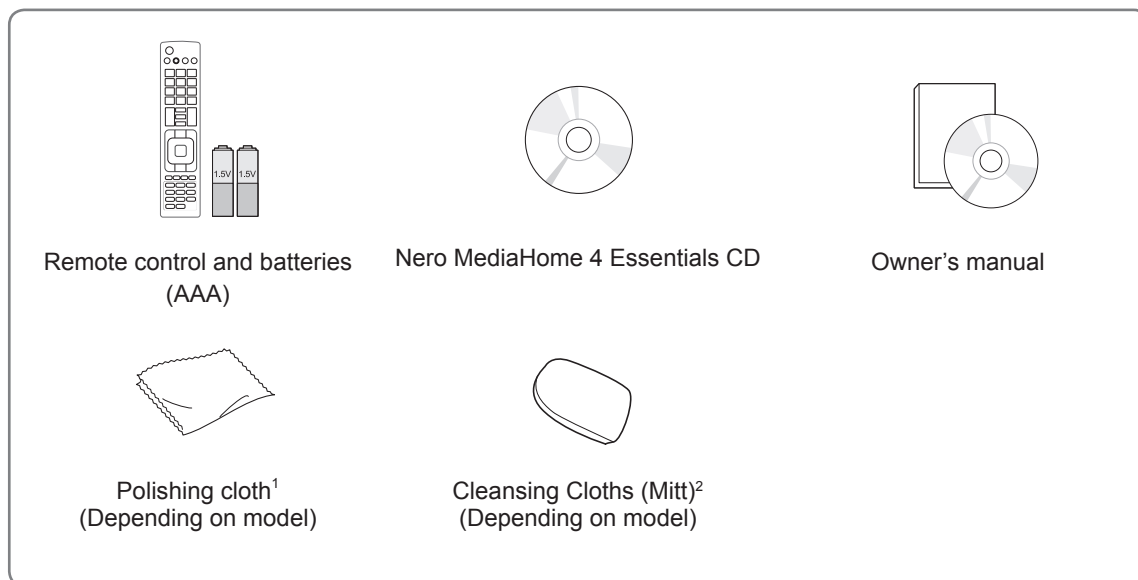 1.5V 1.5V
Remote control and batteries
(AAA)
Nero MediaHome 4 Essentials CD
Owner’s manual
Polishing cloth1
(Depending on model)
Cleansing Cloths (Mitt)2
(Depending on model)